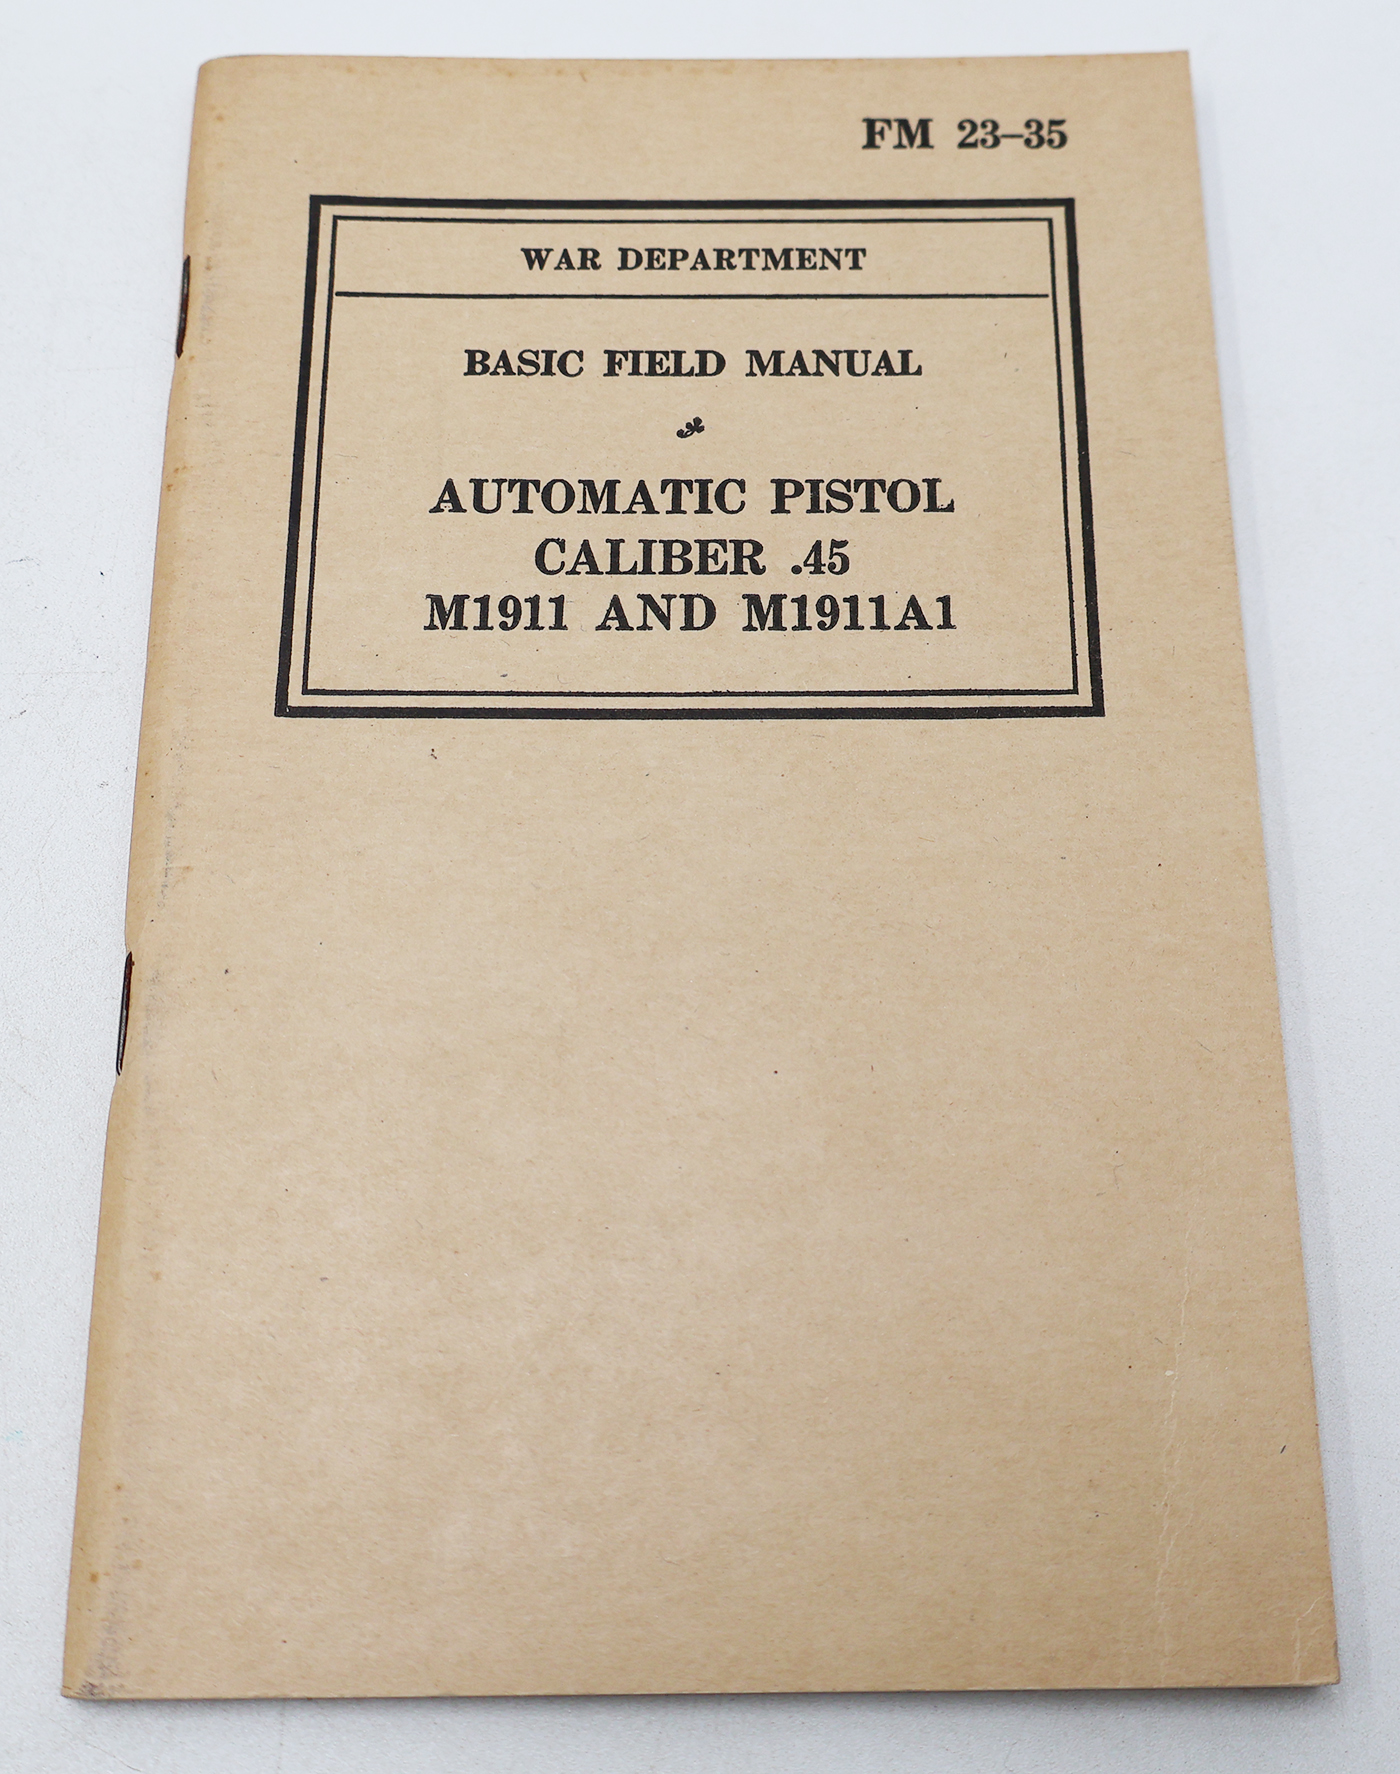 FM 23–35
WAR DEPARTMENT
BASIC FIELD MANUAL
AUTOMATIC PISTOL
CALIBER .45
M1911 AND M1911A1